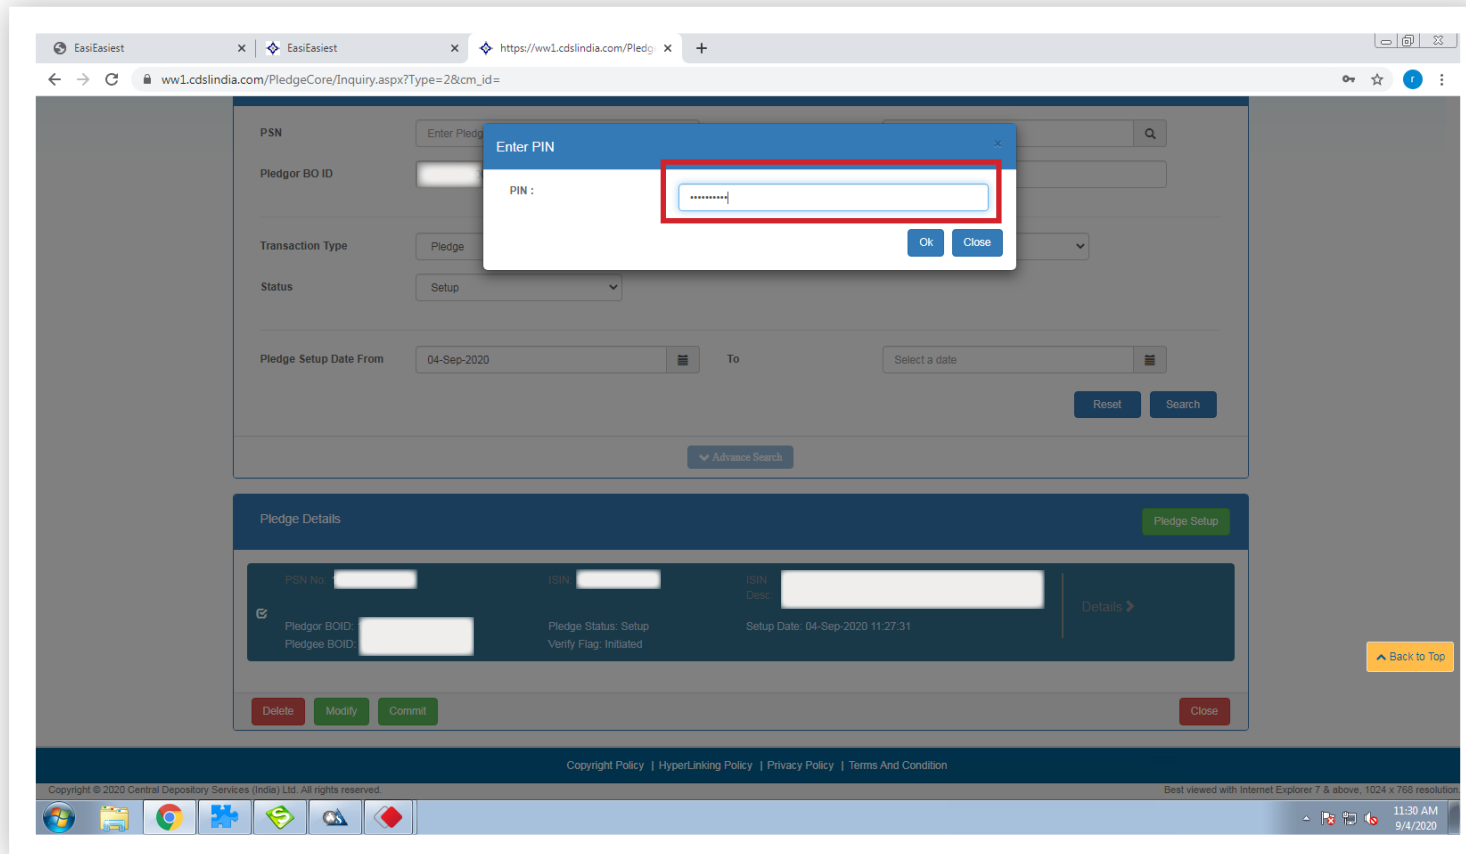 EasiEasiest
EasiEasiest
https://ww1.cdslindia.com/Pledg
ww1.cdslindia.com/PledgeCore/Inquiry.aspx?Type=2&cm_id=
r
PSN
Enter Pledg
Pledgor BO ID
Enter PIN
×
PIN :
••••••••••
Ok
Close
Transaction Type
Pledge
Status
Setup
Pledge Setup Date From
04-Sep-2020
To
Select a date
Reset
Search
Advance Search
Pledge Details
Pledge Setup
PSN No:
ISIN
ISIN
Desc:
Details
Pledgor BOID:
Pledge Status: Setup
Setup Date: 04-Sep-2020 11:27:31
Pledgee BOID:
Verify Flag: Initiated
Back to Top
Delete
Modify
Commit
Close
Copyright Policy | HyperLinking Policy | Privacy Policy | Terms And Condition
Copyright © 2020 Central Depository Services (India) Ltd. All rights reserved.
Best viewed with Internet Explorer 7 & above, 1024 x 768 resolution.
11:30 AM
9/4/2020